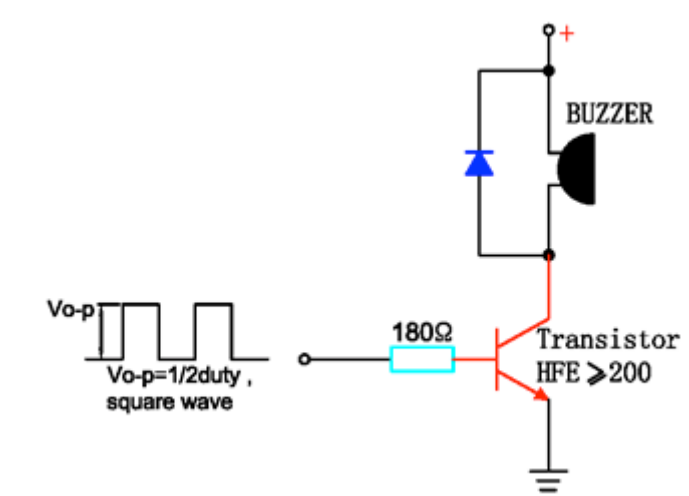 +
BUZZER
Vo-p
180Ω
Transistor
HFE ⩾200
Vo-p=1/2duty ,
square wave